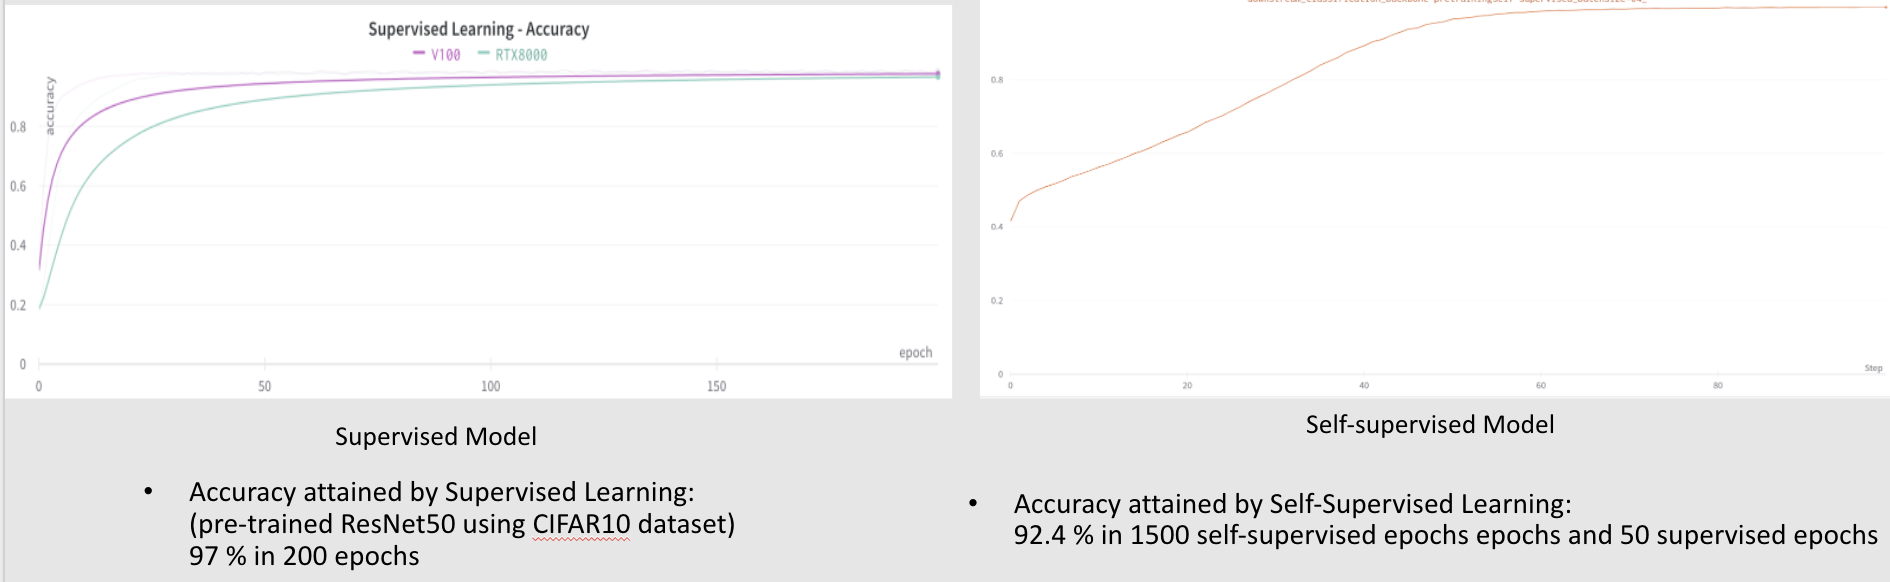 Supervised Learning - Accuracy
V100 RTX8000
accuracy
0.8
0.6
0.4
0.2
0
epoch
0 50 100 150
Supervised Model
• Accuracy attained by Supervised Learning:
(pre-trained ResNet50 using CIFAR10 dataset)
97 % in 200 epochs
0.8
0.6
0.4
0.2
0
Step
0 20 40 60 80
Self-supervised Model
• Accuracy attained by Self-Supervised Learning:
92.4 % in 1500 self-supervised epochs epochs and 50 supervised epochs